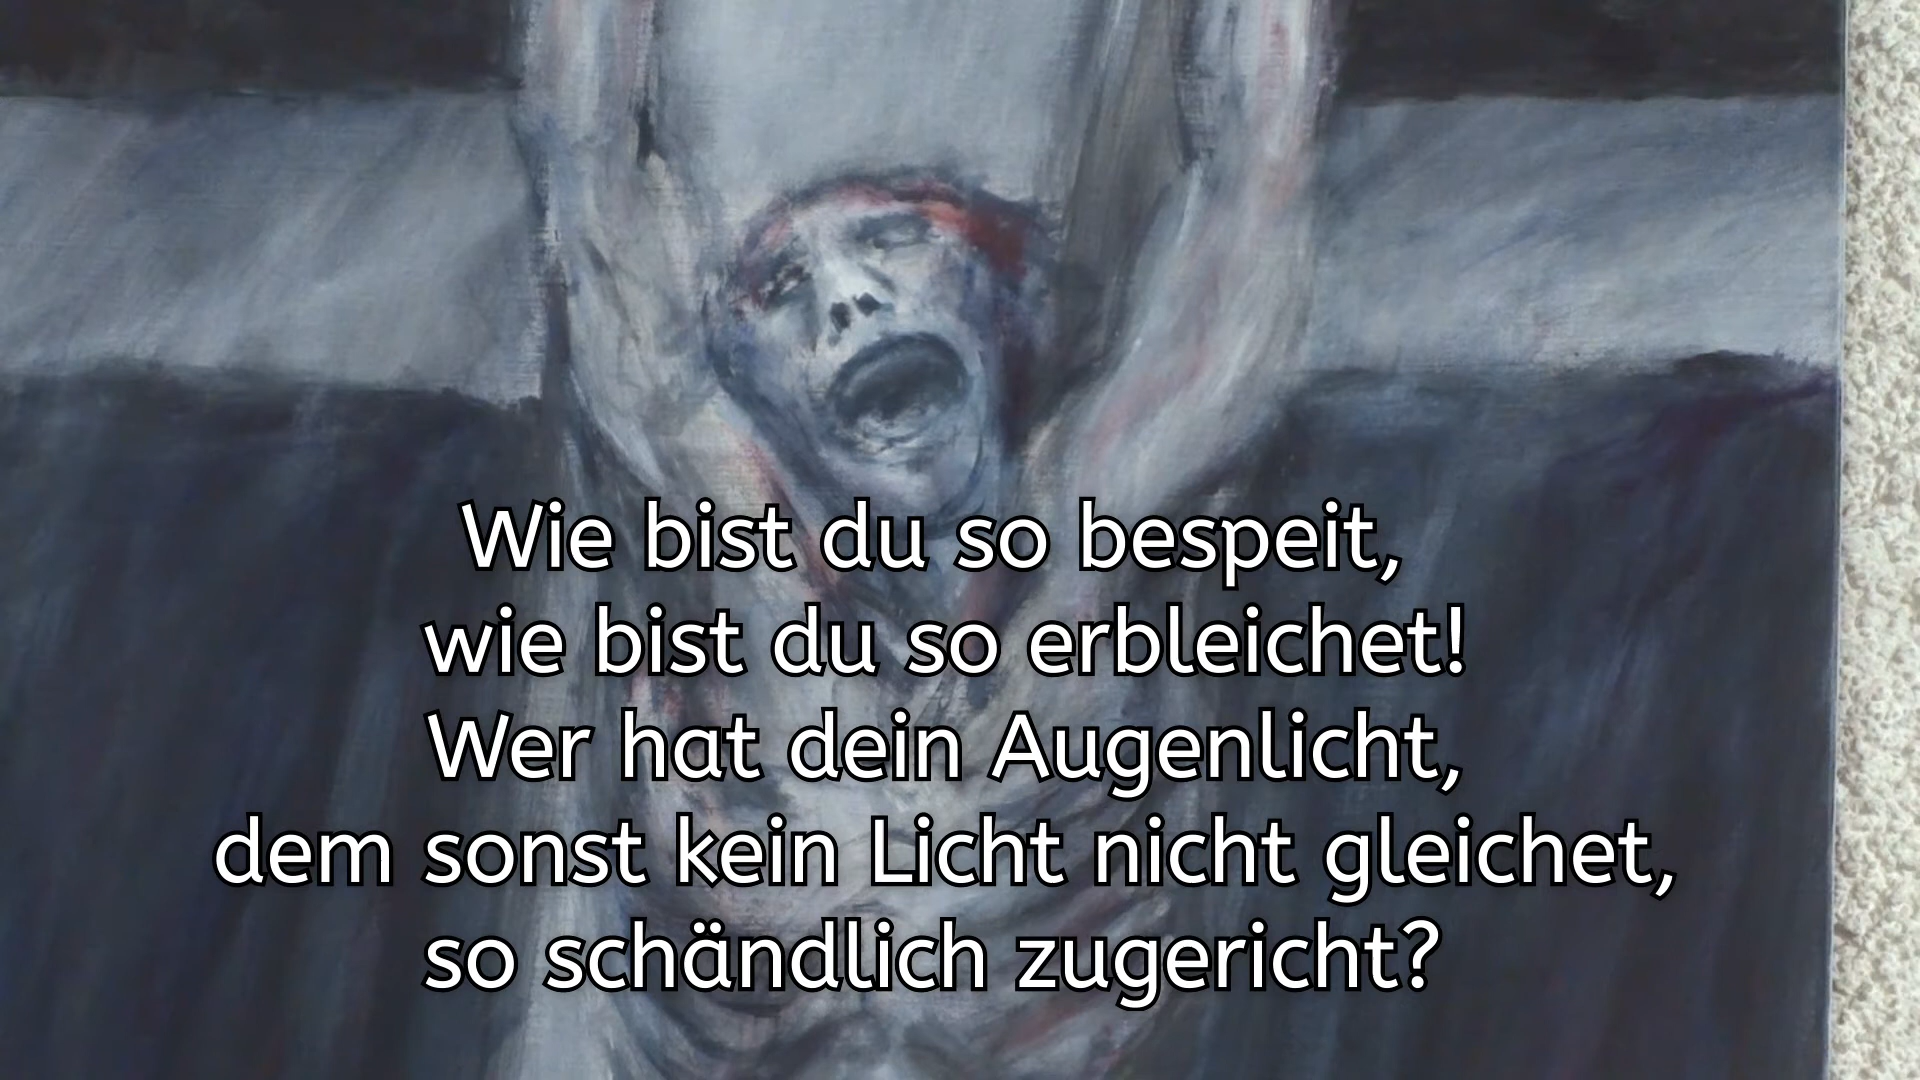 Wie bist du so bespeit,
wie bist du so erbleichet!
Wer hat dein Augenlicht,
dem sonst kein Licht nicht gleichet,
so schändlich zugericht?